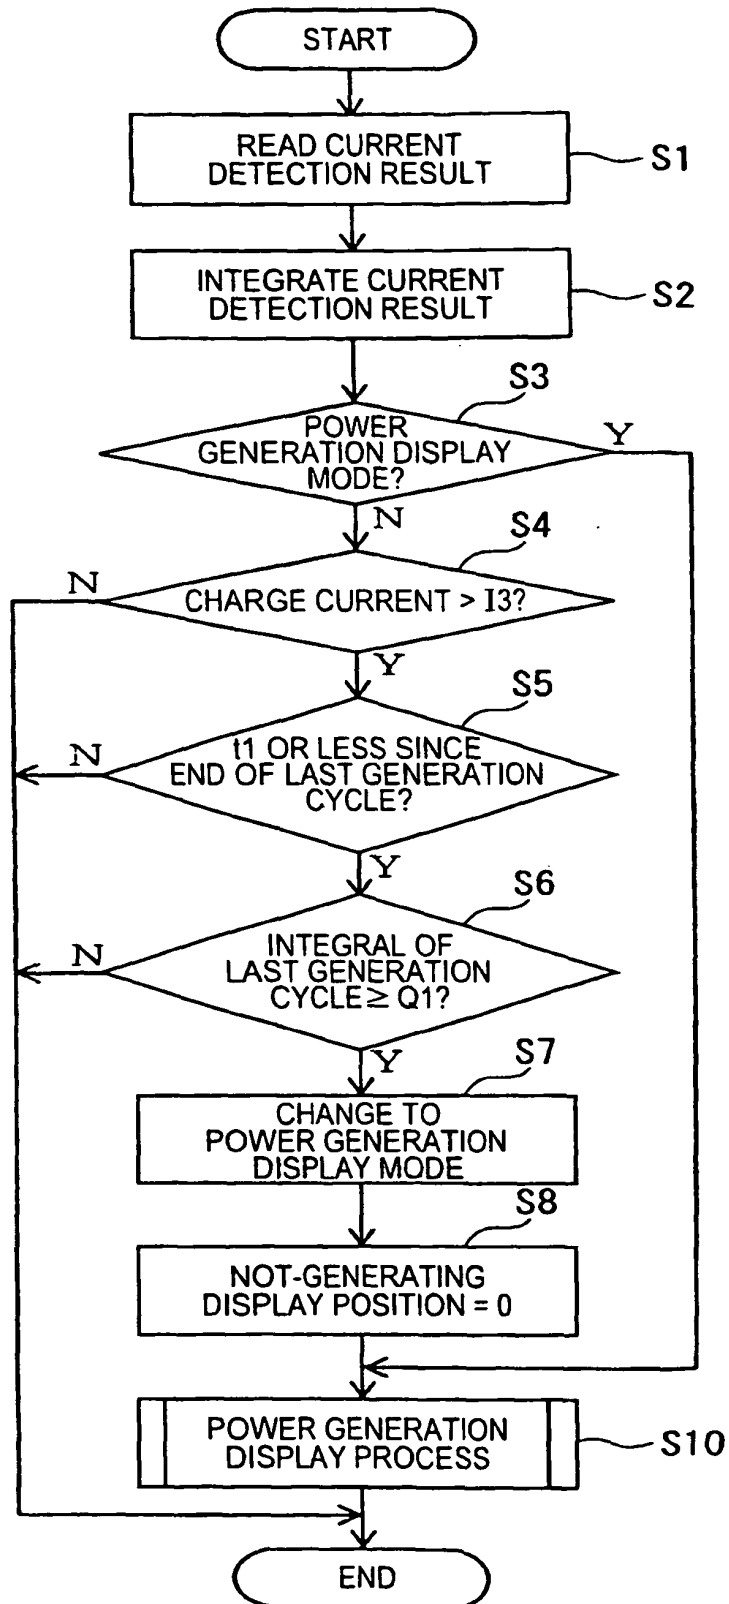 START
READ CURRENT
DETECTION RESULT
S1
INTEGRATE CURRENT
DETECTION RESULT
S2
S3
POWER
GENERATION DISPLAY
MODE?
Y
N
S4
N
CHARGE CURRENT > I3?
Y
S5
N
t1 OR LESS SINCE
END OF LAST GENERATION
CYCLE?
Y
S6
N
INTEGRAL OF
LAST GENERATION
CYCLE ≥ Q1?
Y
S7
CHANGE TO
POWER GENERATION
DISPLAY MODE
S8
NOT-GENERATING
DISPLAY POSITION = 0
POWER GENERATION
DISPLAY PROCESS
S10
END